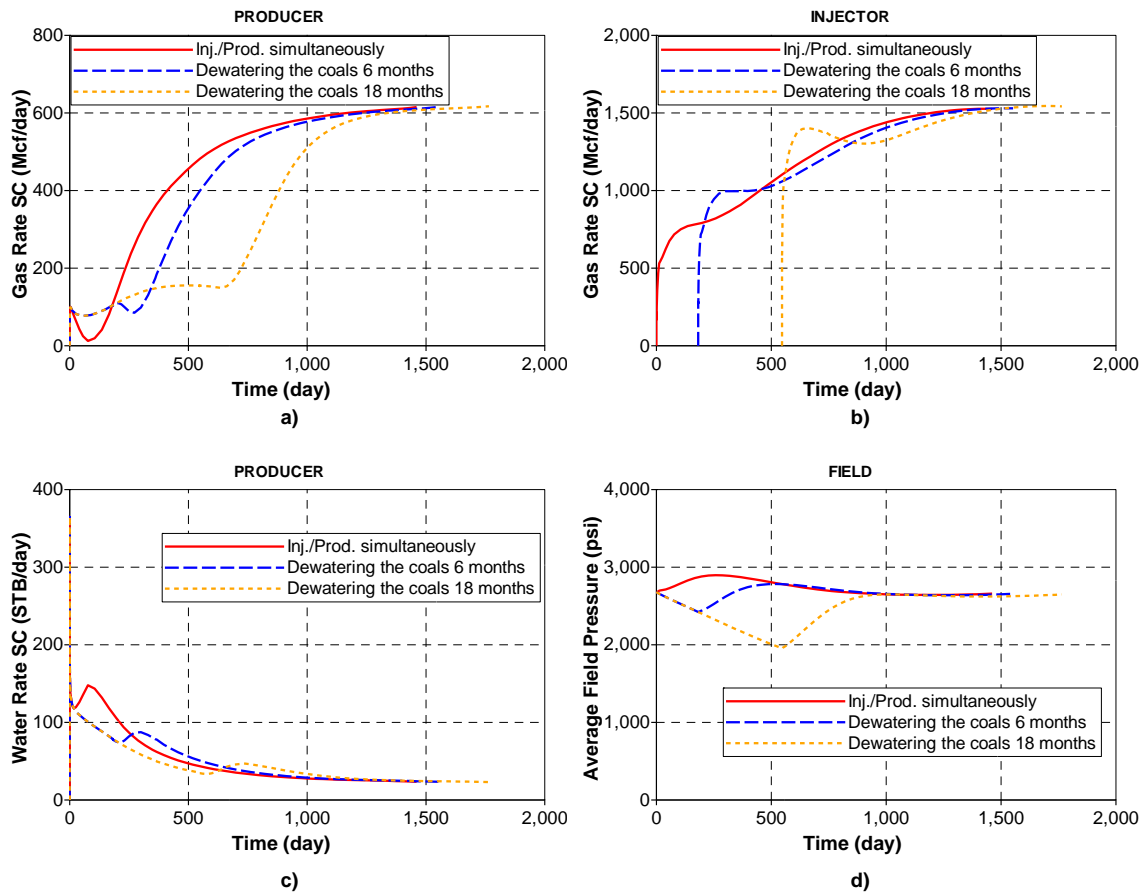 PRODUCER
800
600
400
200
0
Gas Rate SC (Mcf/day)
Inj./Prod. simultaneously
Dewatering the coals 6 months
Dewatering the coals 18 months
0 500 1,000 1,500 2,000
Time (day)
a)
INJECTOR
2,000
1,500
1,000
500
0
Gas Rate SC (Mcf/day)
Inj./Prod. simultaneously
Dewatering the coals 6 months
Dewatering the coals 18 months
0 500 1,000 1,500 2,000
Time (day)
b)
PRODUCER
400
300
200
100
0
Water Rate SC (STB/day)
Inj./Prod. simultaneously
Dewatering the coals 6 months
Dewatering the coals 18 months
0 500 1,000 1,500 2,000
Time (day)
c)
FIELD
4,000
3,000
2,000
1,000
0
Average Field Pressure (psi)
Inj./Prod. simultaneously
Dewatering the coals 6 months
Dewatering the coals 18 months
0 500 1,000 1,500 2,000
Time (day)
d)